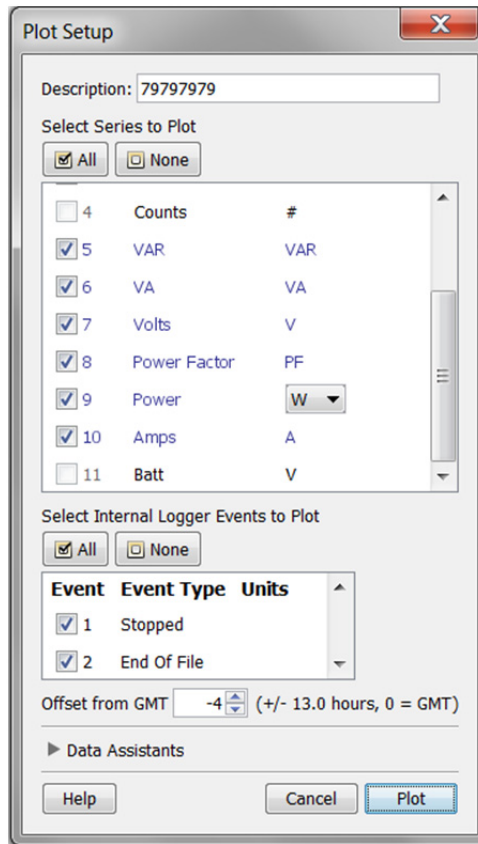 Plot Setup
Description: 79797979
Select Series to Plot
All None
4 Counts #
5 VAR VAR
6 VA VA
7 Volts V
8 Power Factor PF
9 Power W
10 Amps A
11 Batt V
Select Internal Logger Events to Plot
All None
Event Event Type Units
1 Stopped
2 End Of File
Offset from GMT -4 (+/- 13.0 hours, 0 = GMT)
Data Assistants
Help Cancel Plot